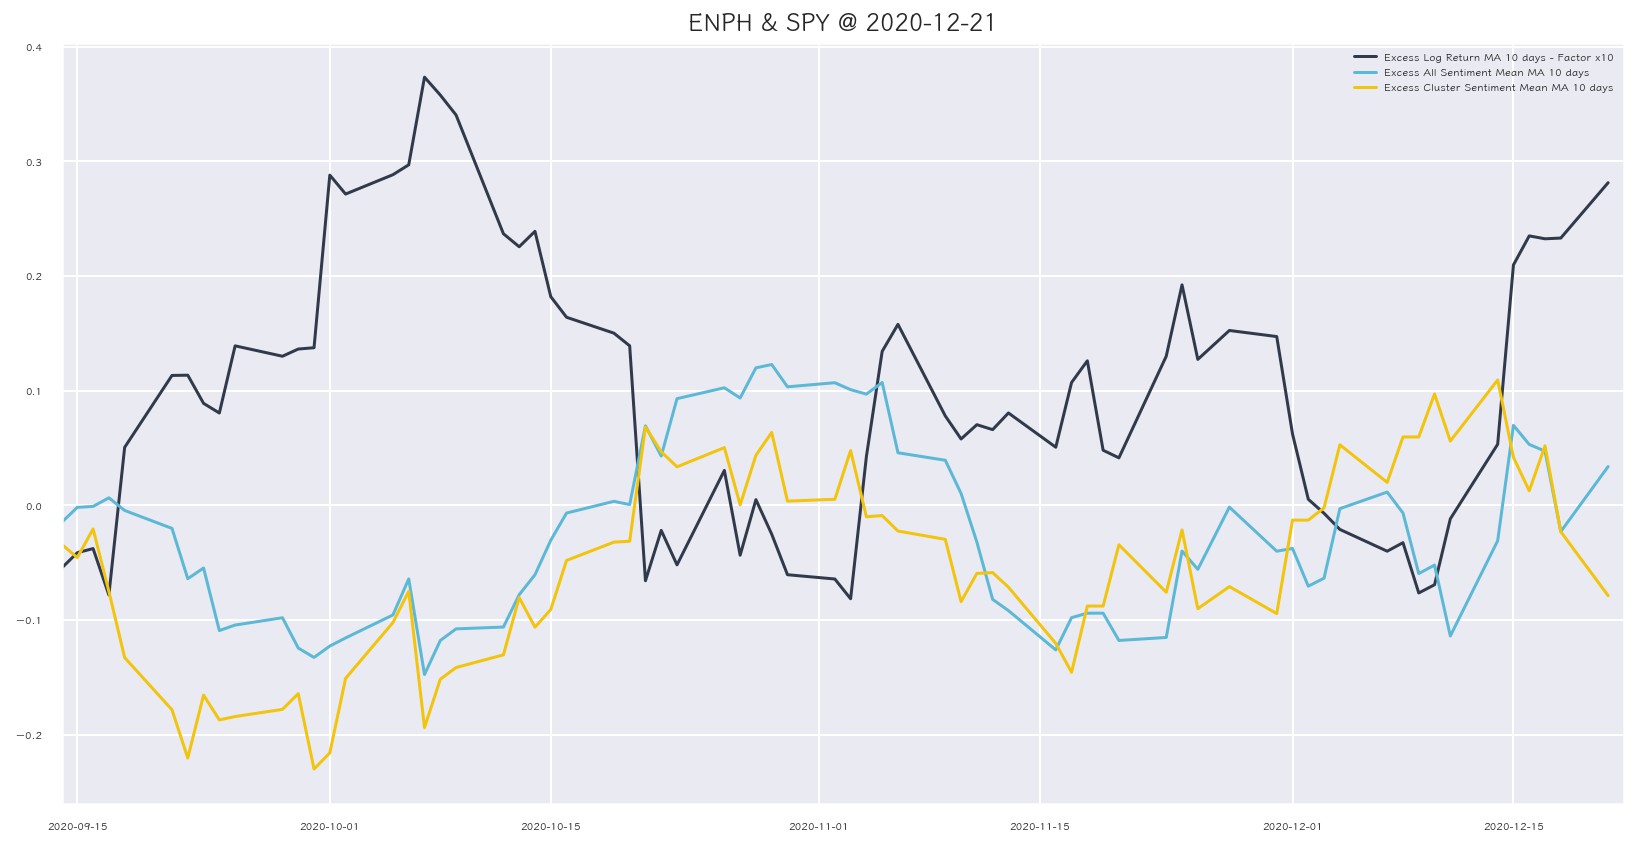 ENPH & SPY @ 2020-12-21
0.4
0.3
0.2
0.1
0.0
−0.1
−0.2
Excess Log Return MA 10 days - Factor x10
Excess All Sentiment Mean MA 10 days
Excess Cluster Sentiment Mean MA 10 days
2020-09-15 2020-10-01 2020-10-15 2020-11-01 2020-11-15 2020-12-01 2020-12-15